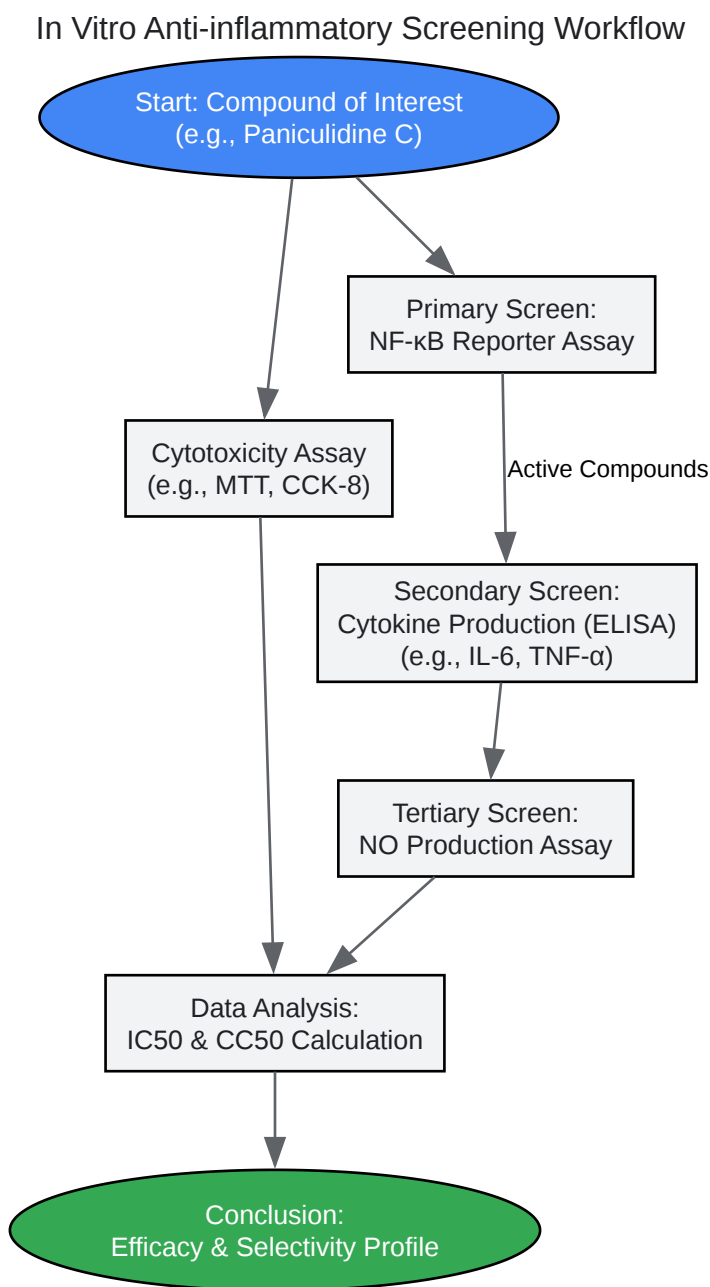 In Vitro Anti-inflammatory Screening Workflow
Start: Compound of Interest
(e.g., Paniculidine C)
Primary Screen:
NF-κB Reporter Assay
Cytotoxicity Assay
(e.g., MTT, CCK-8)
Active Compounds
Secondary Screen:
Cytokine Production (ELISA)
(e.g., IL-6, TNF-α)
Tertiary Screen:
NO Production Assay
Data Analysis:
IC50 & CC50 Calculation
Conclusion:
Efficacy & Selectivity Profile